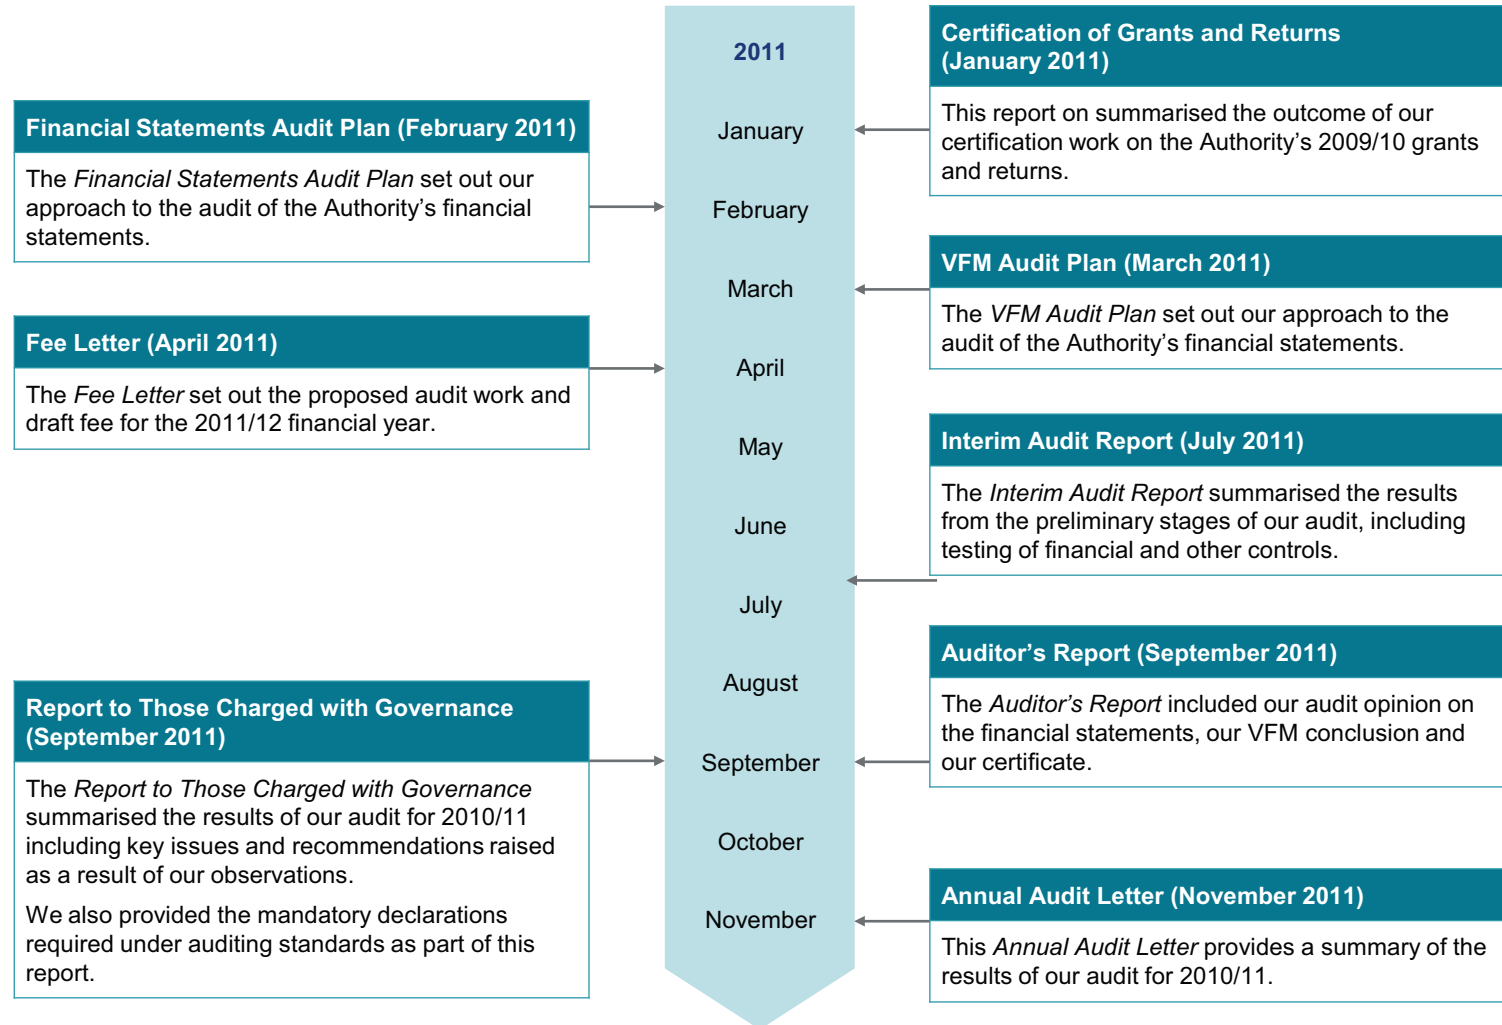 2011
January
February
March
April
May
June
July
August
September
October
November
Financial Statements Audit Plan (February 2011)
The Financial Statements Audit Plan set out our
approach to the audit of the Authority's financial
statements.
Fee Letter (April 2011)
The Fee Letter set out the proposed audit work and
draft fee for the 2011/12 financial year.
Report to Those Charged with Governance
(September 2011)
The Report to Those Charged with Governance
summarised the results of our audit for 2010/11
including key issues and recommendations raised
as a result of our observations.
We also provided the mandatory declarations
required under auditing standards as part of this
report.
Certification of Grants and Returns
(January 2011)
This report on summarised the outcome of our
certification work on the Authority's 2009/10 grants
and returns.
VFM Audit Plan (March 2011)
The VFM Audit Plan set out our approach to the
audit of the Authority's financial statements.
Interim Audit Report (July 2011)
The Interim Audit Report summarised the results
from the preliminary stages of our audit, including
testing of financial and other controls.
Auditor's Report (September 2011)
The Auditor's Report included our audit opinion on
the financial statements, our VFM conclusion and
our certificate.
Annual Audit Letter (November 2011)
This Annual Audit Letter provides a summary of the
results of our audit for 2010/11.